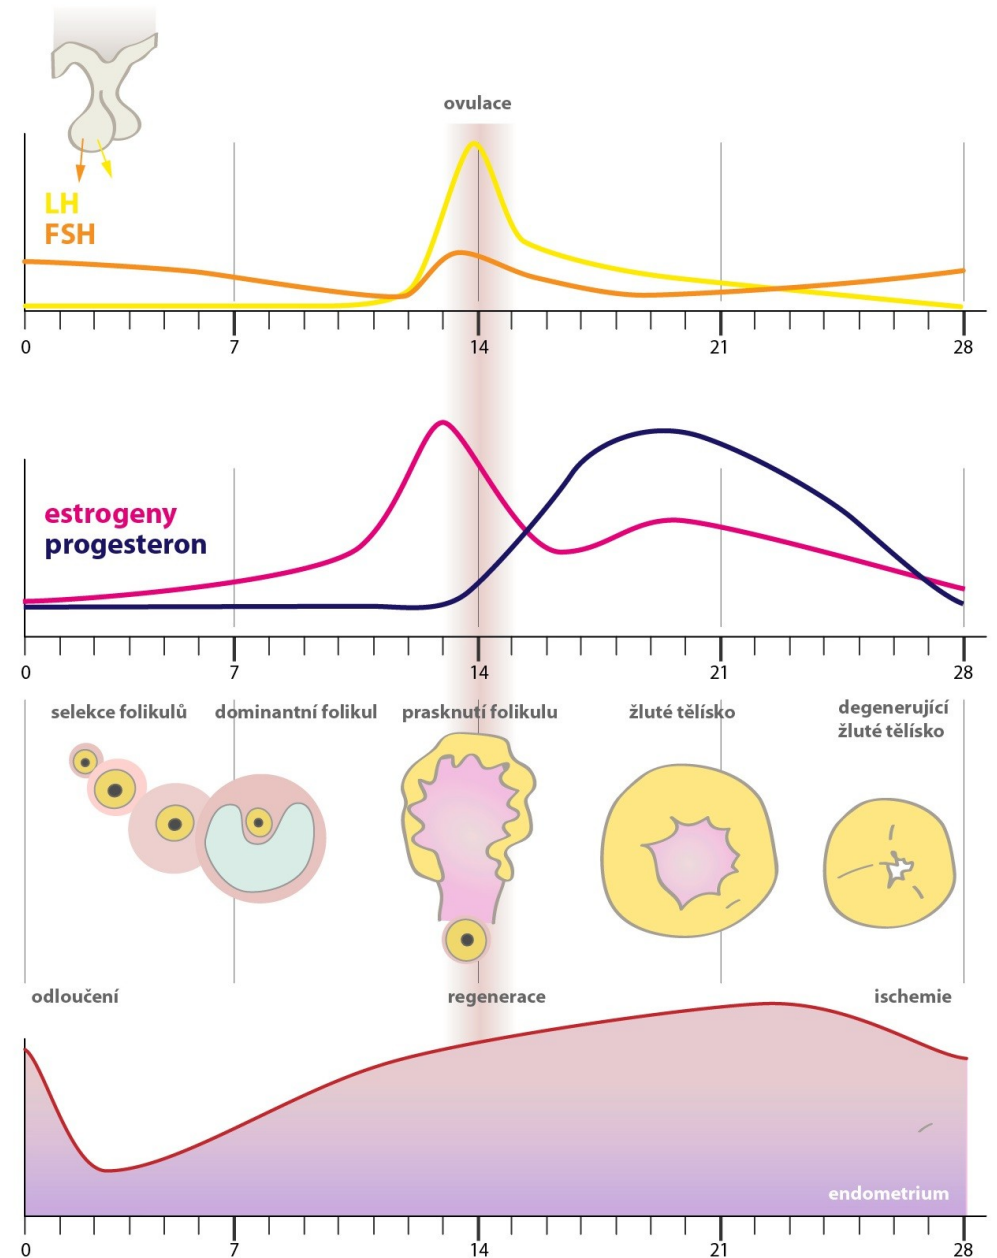 ovulace
LH
FSH
0 7 14 21 28
estrogeny
progesteron
0 7 14 21 28
selekce folikulů dominantní folikul prasknutí folikulu žluté tělísko degenerující
žluté tělísko
odloučení regenerace ischemie
endometrium
0 7 14 21 28